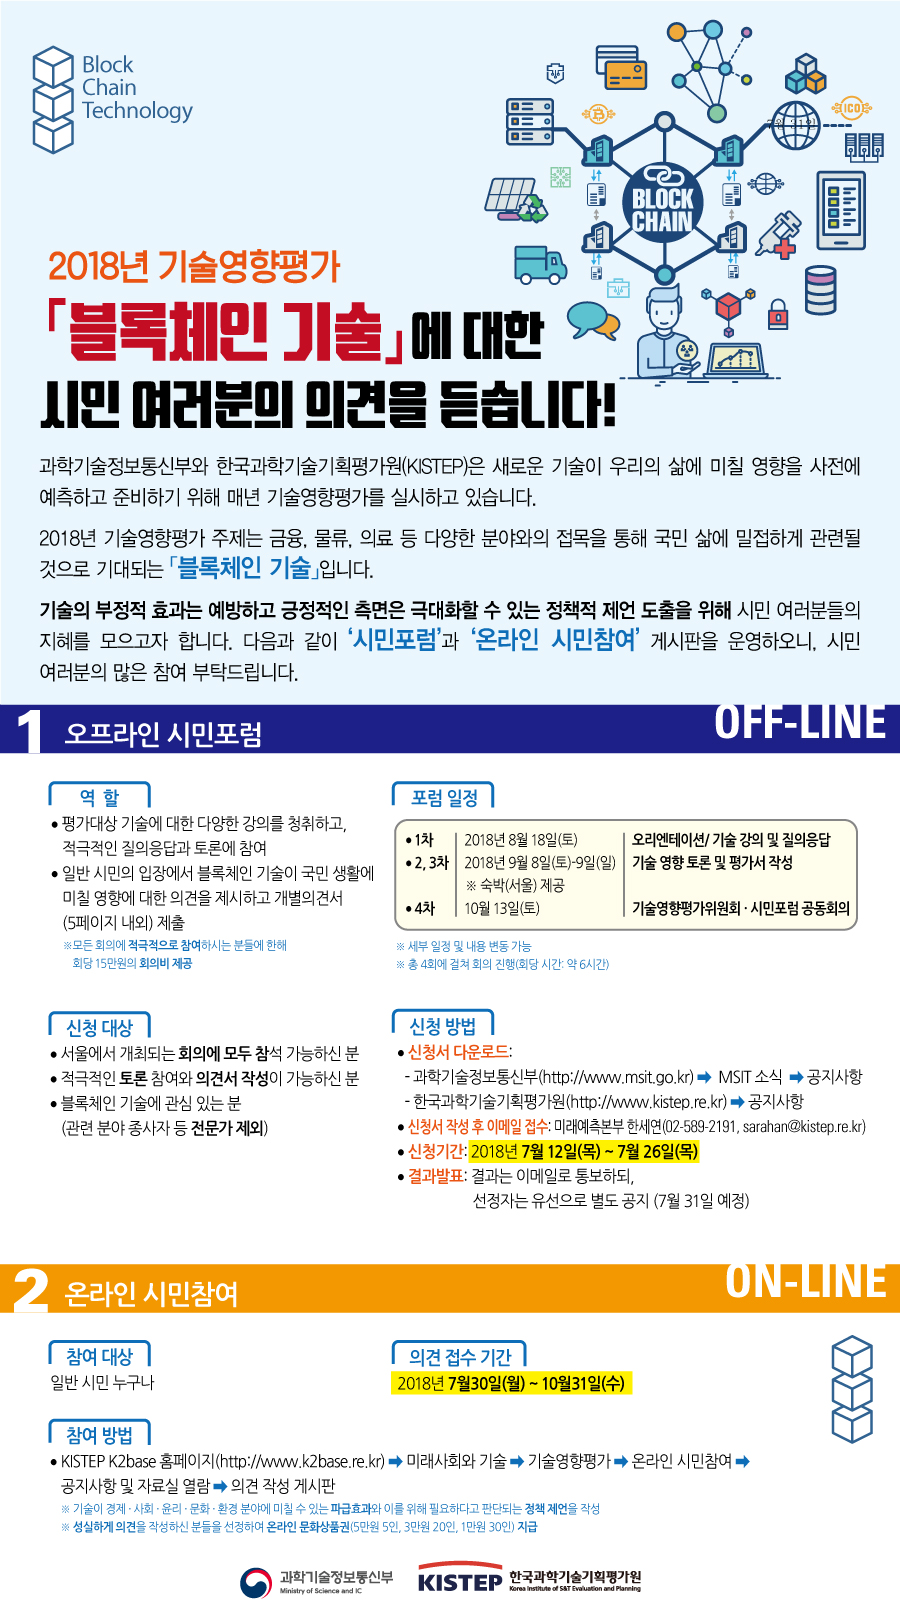 Block
Chain
Technology
ICO
7월 31일
BLOCK
CHAIN
2018년 기술영향평가
「블록체인 기술」에 대한
시민 여러분의 의견을 듣습니다!
과학기술정보통신부와 한국과학기술기획평가원(KISTEP)은 새로운 기술이 우리의 삶에 미칠 영향을 사전에
예측하고 준비하기 위해 매년 기술영향평가를 실시하고 있습니다.
2018년 기술영향평가 주제는 금융, 물류, 의료 등 다양한 분야와의 접목을 통해 국민 삶에 밀접하게 관련될
것으로 기대되는 「블록체인 기술」입니다.
기술의 부정적 효과는 예방하고 긍정적인 측면은 극대화할 수 있는 정책적 제언 도출을 위해 시민 여러분들의
지혜를 모으고자 합니다. 다음과 같이 ‘시민포럼’과 ‘온라인 시민참여’ 게시판을 운영하오니, 시민
여러분의 많은 참여 부탁드립니다.
1 오프라인 시민포럼 OFF-LINE
역 할
• 평가대상 기술에 대한 다양한 강의를 청취하고,
적극적인 질의응답과 토론에 참여
• 일반 시민의 입장에서 블록체인 기술이 국민 생활에
미칠 영향에 대한 의견을 제시하고 개별의견서
(5페이지 내외) 제출
※모든 회의에 적극적으로 참여하시는 분들에 한해
회당 15만원의 회의비 제공
포럼 일정
• 1차 2018년 8월 18일(토) 오리엔테이션/ 기술 강의 및 질의응답
• 2, 3차 2018년 9월 8일(토)-9일(일) 기술 영향 토론 및 평가서 작성
※ 숙박(서울) 제공
• 4차 10월 13일(토) 기술영향평가위원회 · 시민포럼 공동회의
※ 세부 일정 및 내용 변동 가능
※ 총 4회에 걸쳐 회의 진행(회당 시간: 약 6시간)
신청 대상
• 서울에서 개최되는 회의에 모두 참석 가능하신 분
• 적극적인 토론 참여와 의견서 작성이 가능하신 분
• 블록체인 기술에 관심 있는 분
(관련 분야 종사자 등 전문가 제외)
신청 방법
• 신청서 다운로드:
- 과학기술정보통신부(http://www.msit.go.kr) ➡ MSIT 소식 ➡ 공지사항
- 한국과학기술기획평가원(http://www.kistep.re.kr) ➡ 공지사항
• 신청서 작성 후 이메일 접수: 미래예측본부 한세연(02-589-2191, sarahan@kistep.re.kr)
• 신청기간: 2018년 7월 12일(목) ~ 7월 26일(목)
• 결과발표: 결과는 이메일로 통보하되,
선정자는 유선으로 별도 공지 (7월 31일 예정)
2 온라인 시민참여 ON-LINE
참여 대상
일반 시민 누구나
의견 접수 기간
2018년 7월30일(월) ~ 10월31일(수)
참여 방법
• KISTEP K2base 홈페이지(http://www.k2base.re.kr) ➡ 미래사회와 기술 ➡ 기술영향평가 ➡ 온라인 시민참여 ➡
공지사항 및 자료실 열람 ➡ 의견 작성 게시판
※ 기술이 경제 · 사회 · 윤리 · 문화 · 환경 분야에 미칠 수 있는 파급효과와 이를 위해 필요하다고 판단되는 정책 제언을 작성
※ 성실하게 의견을 작성하신 분들을 선정하여 온라인 문화상품권(5만원 5인, 3만원 20인, 1만원 30인) 지급
과학기술정보통신부
Ministry of Science and IC
KISTEP 한국과학기술기획평가원
Korea Institute of S&T Evaluation and Planning